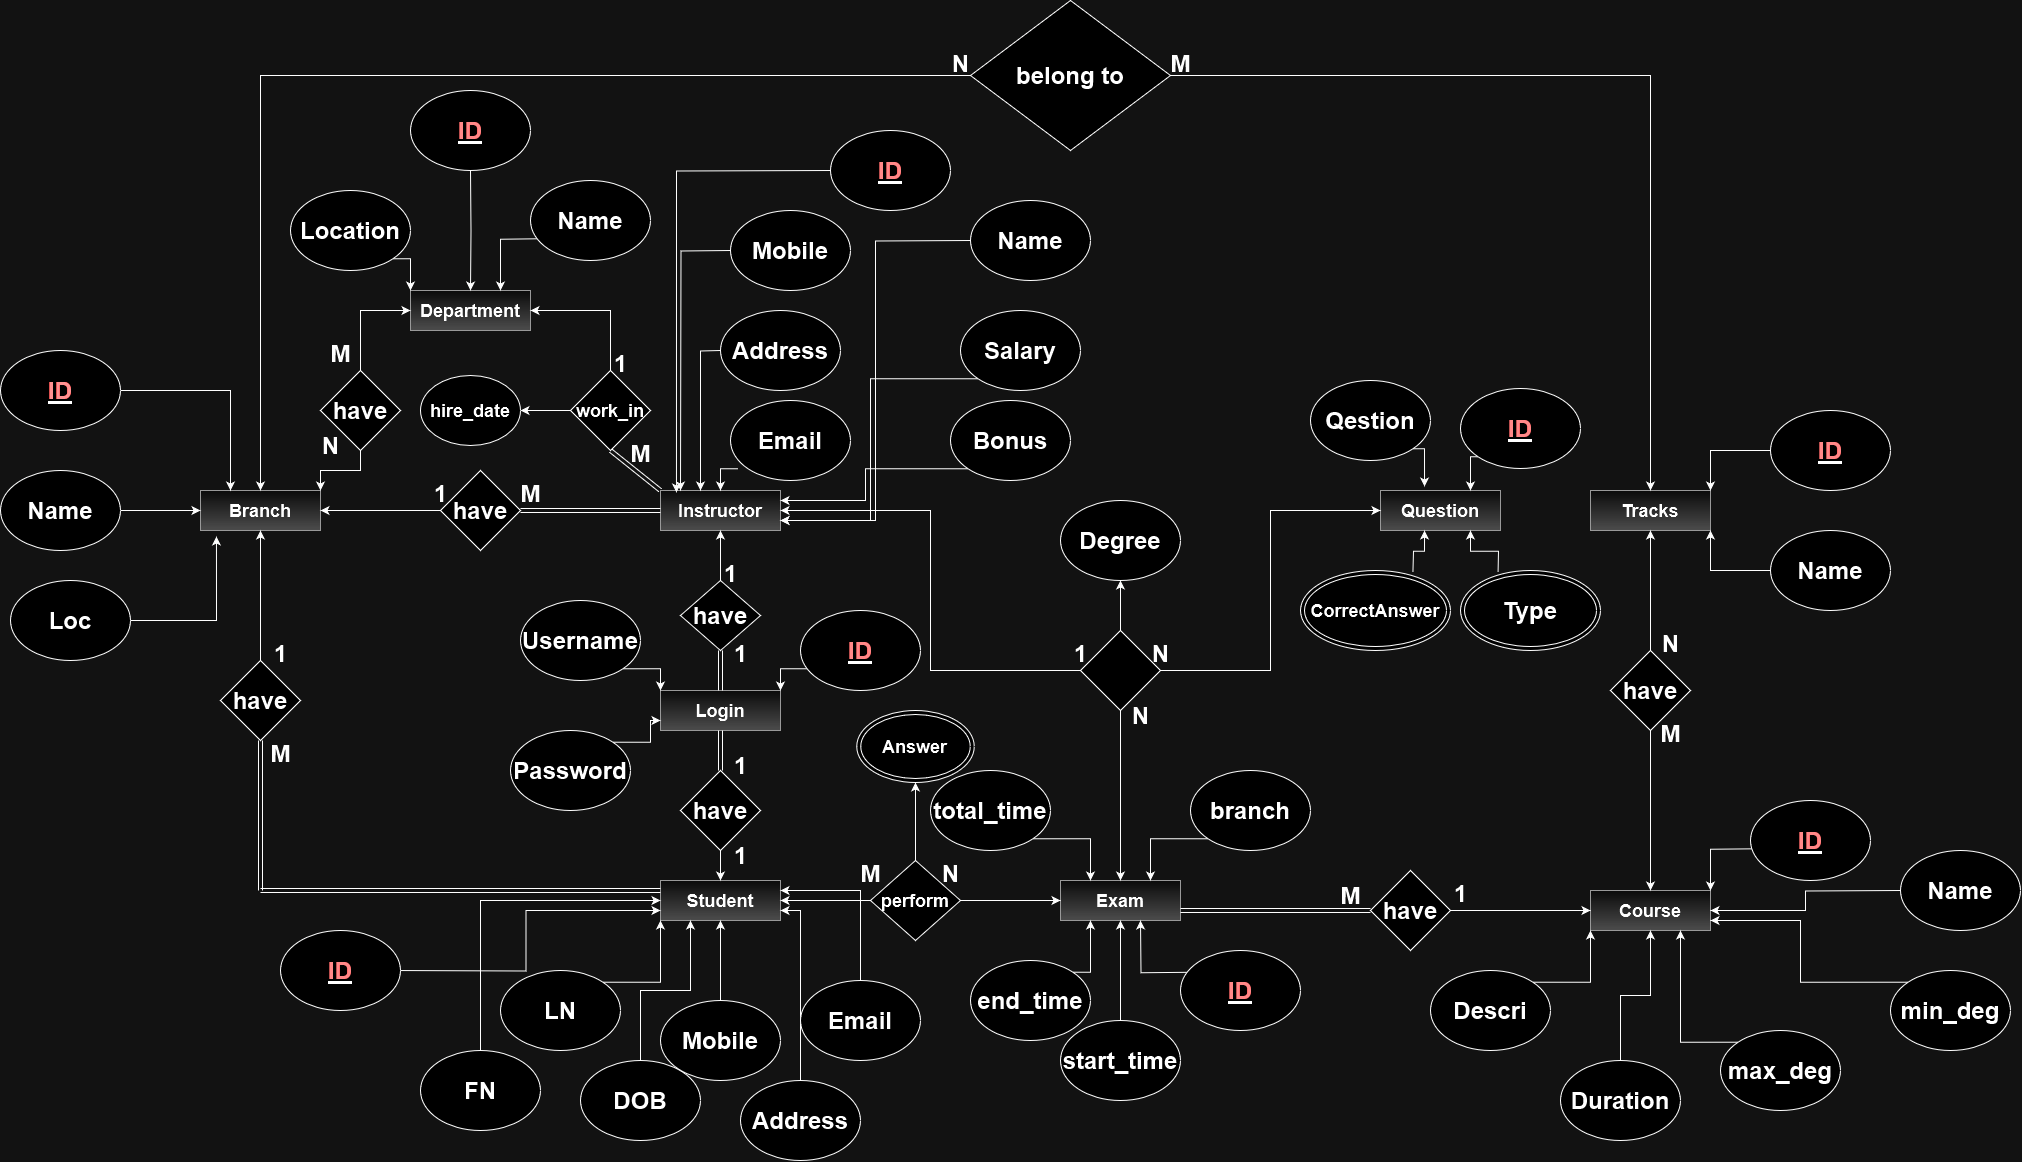 N
belong to
M
ID
ID
Location
Name
Mobile
Name
Department
Address
Salary
M
1
ID
have
hire_date
work_in
Email
Bonus
N
M
Qestion
ID
ID
Name
Branch
1
have
M
Instructor
Degree
Question
Tracks
Loc
1
have
CorrectAnswer
Type
Name
Username
1
ID
1
N
N
1
have
M
have
N
M
Login
Password
1
Answer
M
have
total_time
branch
1
M
N
ID
Student
perform
Exam
M
have
1
Course
Name
ID
LN
Mobile
Email
end_time
start_time
ID
Descri
min_deg
FN
DOB
Address
Duration
max_deg